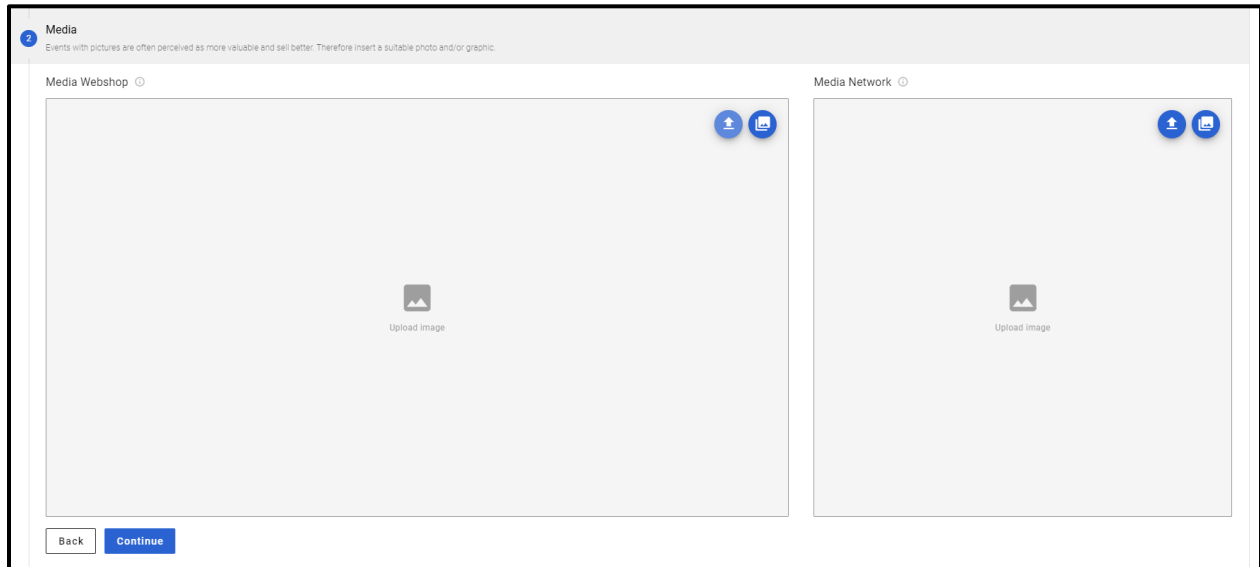 Media
2
Events with pictures are often perceived as more valuable and sell better. Therefore insert a suitable photo and/or graphic.
Media Webshop
Media Network
Upload image
Upload image
Back
Continue